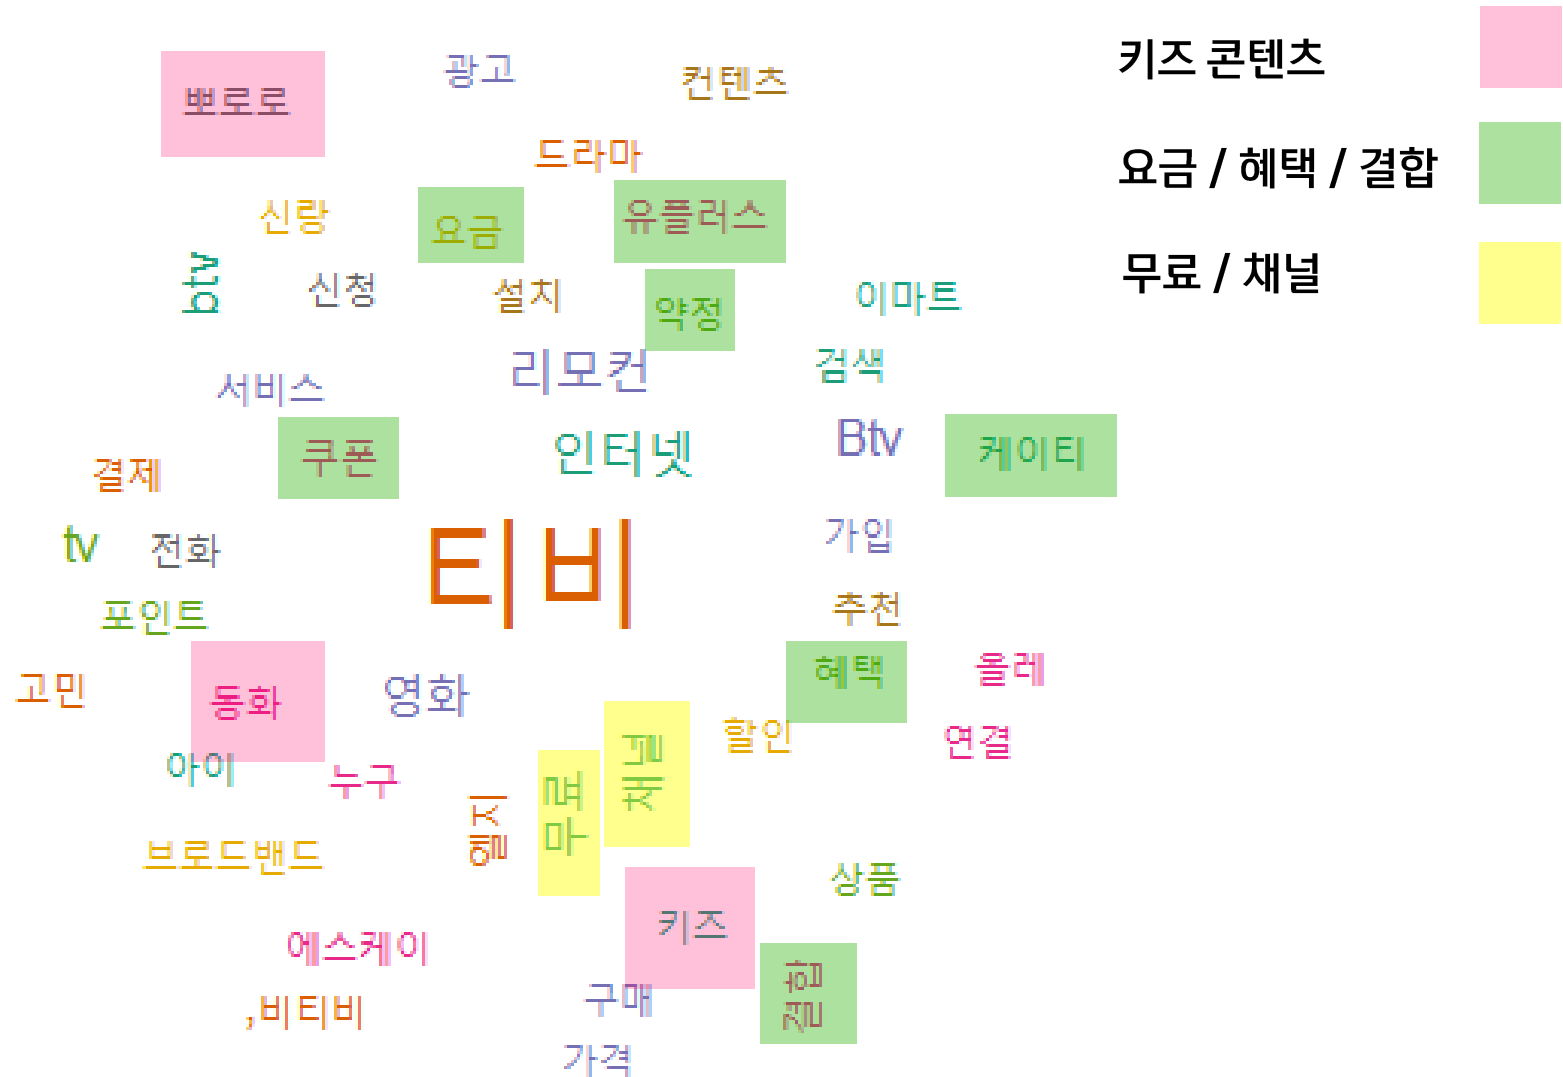 광고
컨텐츠
키즈 콘텐츠
뽀로로
드라마
요금 / 혜택 / 결합
신랑
요금
유플러스
btv
신청
설치
약정
이마트
무료 / 채널
서비스
리모컨
검색
쿠폰
인터넷
Btv
케이티
결제
tv
전화
티비
가입
포인트
추천
고민
동화
영화
혜택
올레
아이
누구
할인
연결
엘지
무료
채널
브로드밴드
상품
에스케이
키즈
,비티비
구매
결합
가격